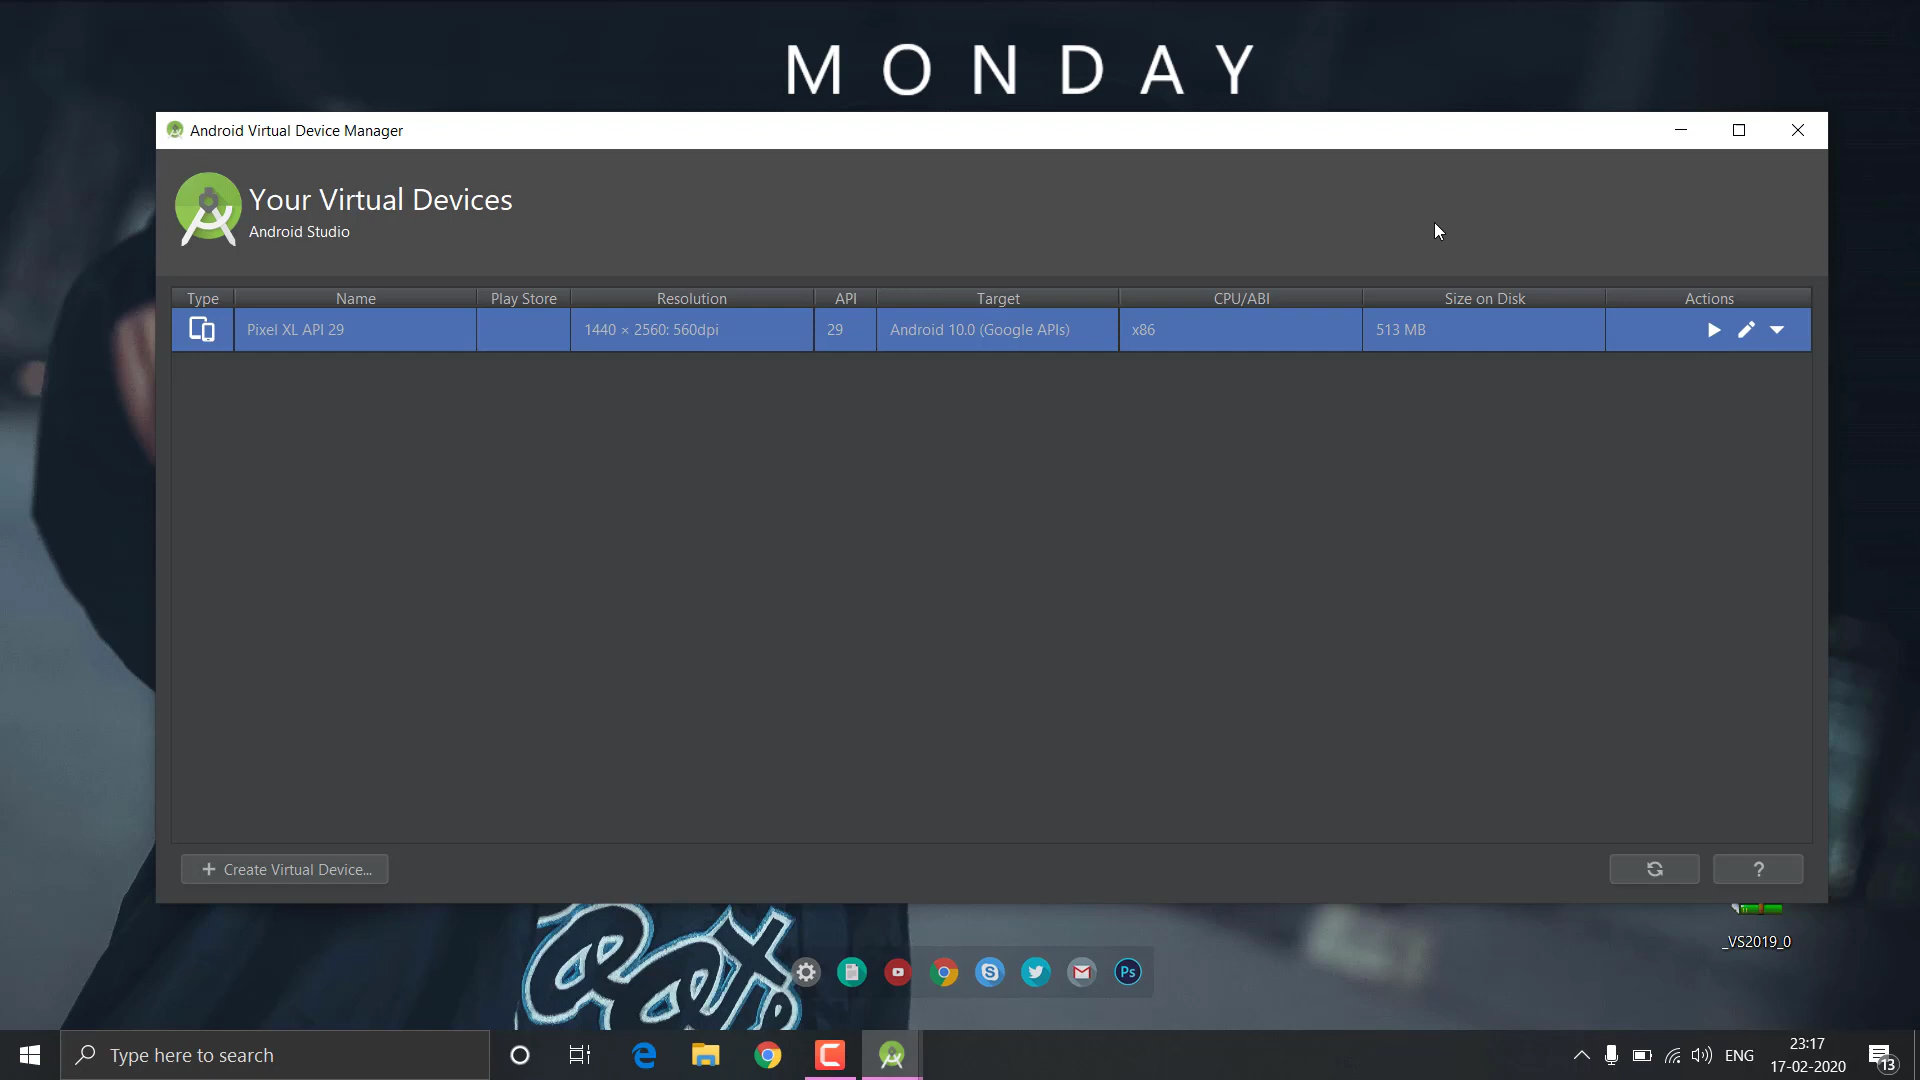 MONDAY
Android Virtual Device Manager
Your Virtual Devices
Android Studio
Type Name Play Store Resolution API Target CPU/ABI Size on Disk Actions
Pixel XL API 29 1440 × 2560: 560dpi 29 Android 10.0 (Google APIs) x86 513 MB
+ Create Virtual Device... ?
_VS2019_0
Ps
Type here to search ENG 23:17
17-02-2020 13